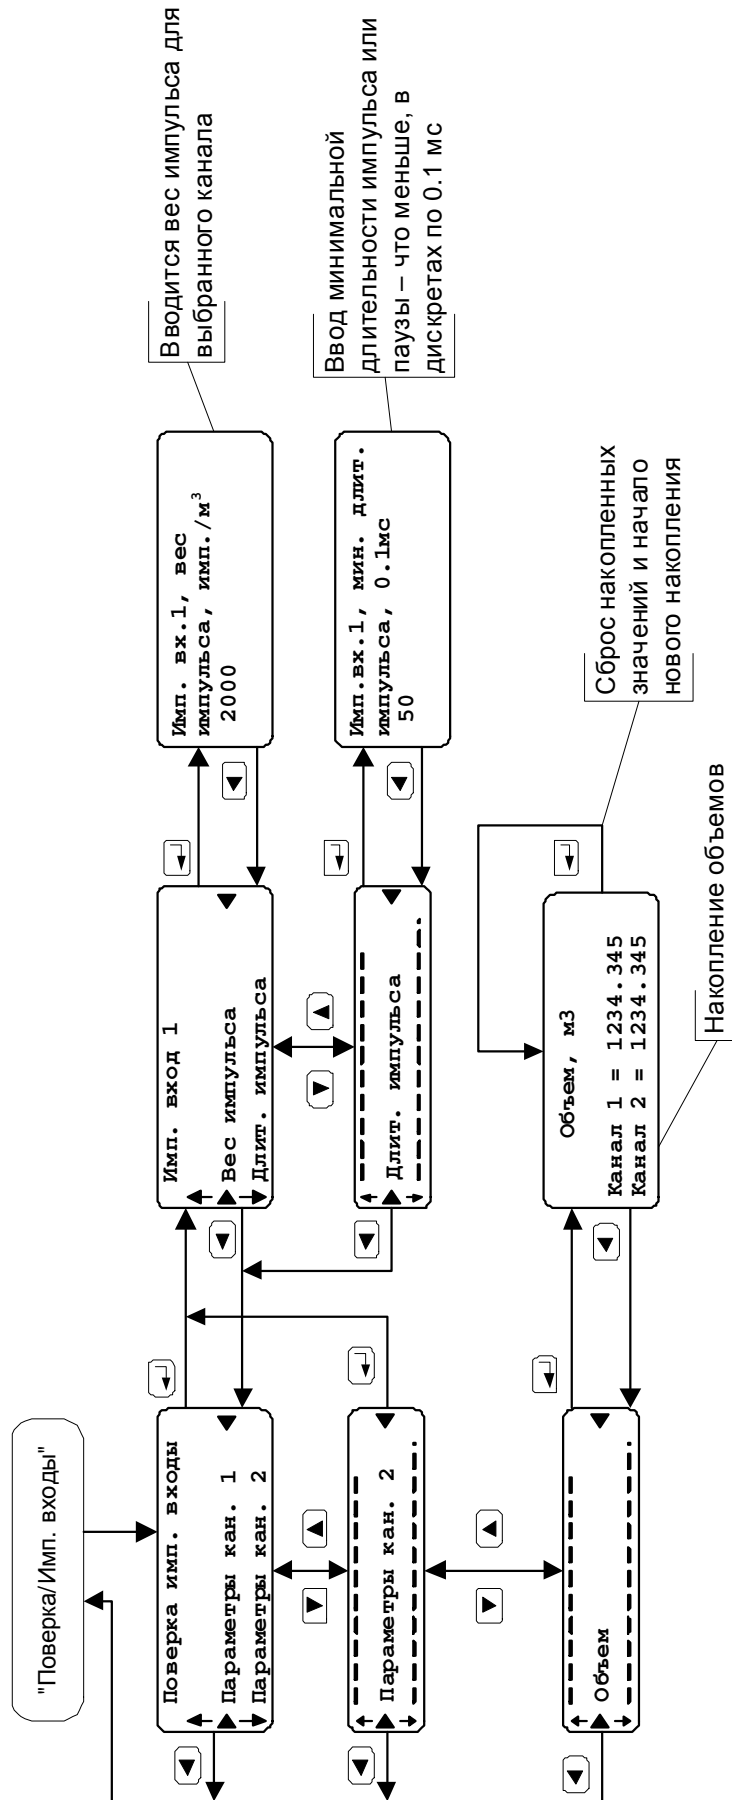 "Поверка/Имп. входы"
Поверка имп. входы
Параметры кан. 1
Параметры кан. 2
Имп. вход 1
Вес импульса
Длит. импульса
Имп. вх.1, вес
импульса, имп./м³
2000
Вводится вес импульса для
выбранного канала
Параметры кан. 2
Длит. импульса
Имп.вх.1, мин. длит.
импульса, 0.1мс
50
Ввод минимальной
длительности импульса или
паузы – что меньше, в
дискретах по 0.1 мс
Объем
Объем, м3
Канал 1 = 1234.345
Канал 2 = 1234.345
Сброс накопленных
значений и начало
нового накопления
Накопление объемов